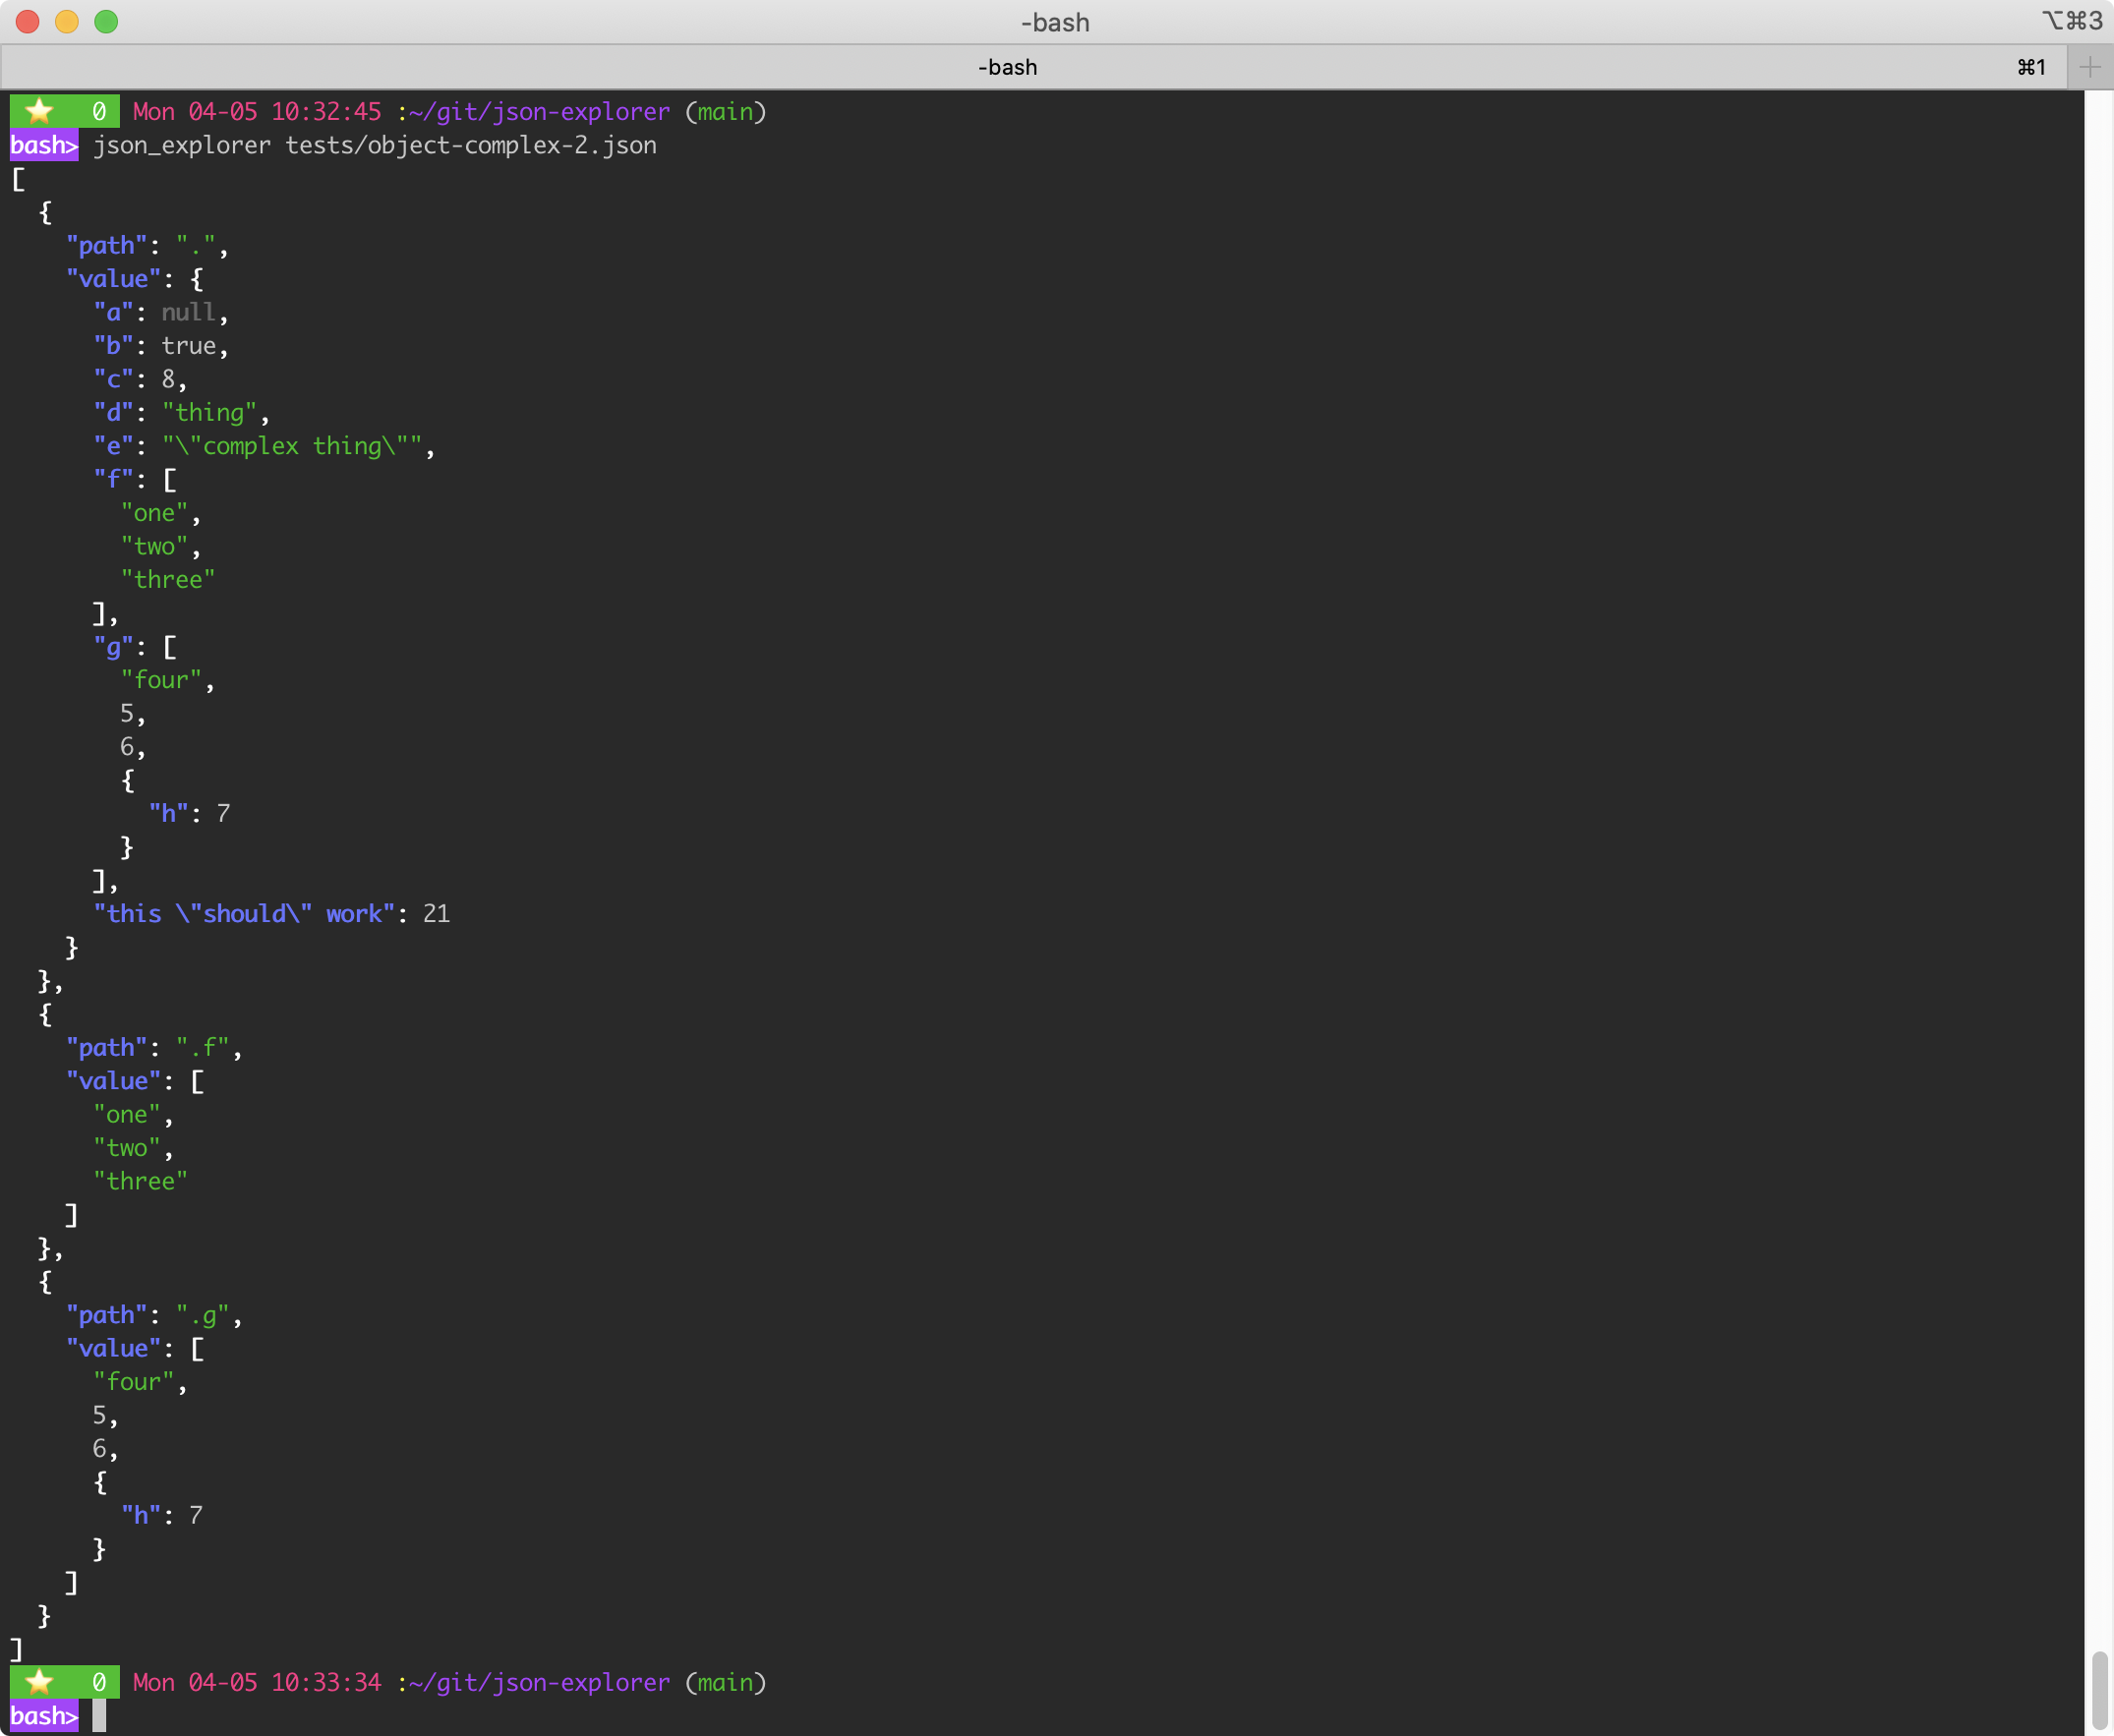 -bash
⌥⌘3
-bash
⌘1
⭐ 0 Mon 04-05 10:32:45 :~/git/json-explorer (main)
bash> json_explorer tests/object-complex-2.json
[
  {
    "path": ".",
    "value": {
      "a": null,
      "b": true,
      "c": 8,
      "d": "thing",
      "e": "\"complex thing\"",
      "f": [
        "one",
        "two",
        "three"
      ],
      "g": [
        "four",
        5,
        6,
        {
          "h": 7
        }
      ],
      "this \"should\" work": 21
    }
  },
  {
    "path": ".f",
    "value": [
      "one",
      "two",
      "three"
    ]
  },
  {
    "path": ".g",
    "value": [
      "four",
      5,
      6,
      {
        "h": 7
      }
    ]
  }
]
⭐ 0 Mon 04-05 10:33:34 :~/git/json-explorer (main)
bash>